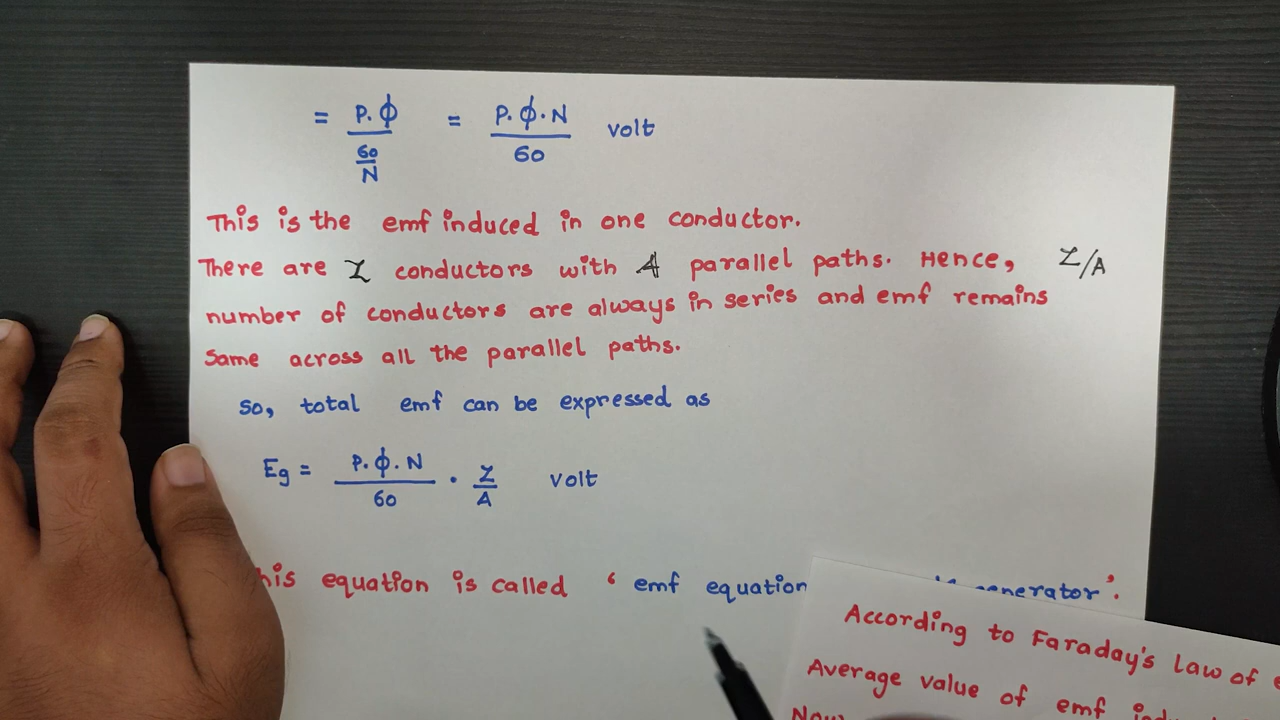 = P.ϕ / (60/N) = P.ϕ.N / 60 volt
This is the emf induced in one conductor.
There are Z conductors with A parallel paths. Hence, Z/A
number of conductors are always in series and emf remains
Same across all the parallel paths.
So, total emf can be expressed as
Eg = P.ϕ.N / 60 . Z / A volt
his equation is called ‘ emf equation enerator’.
According to Faraday's law of
Average value of emf
Now